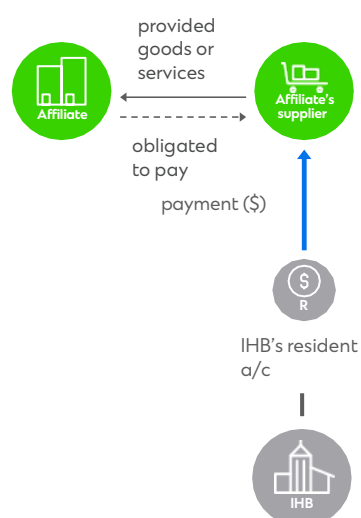 provided
goods or
services
Affiliate
Affiliate's
supplier
obligated
to pay
payment ($)
$
R
IHB's resident
a/c
IHB